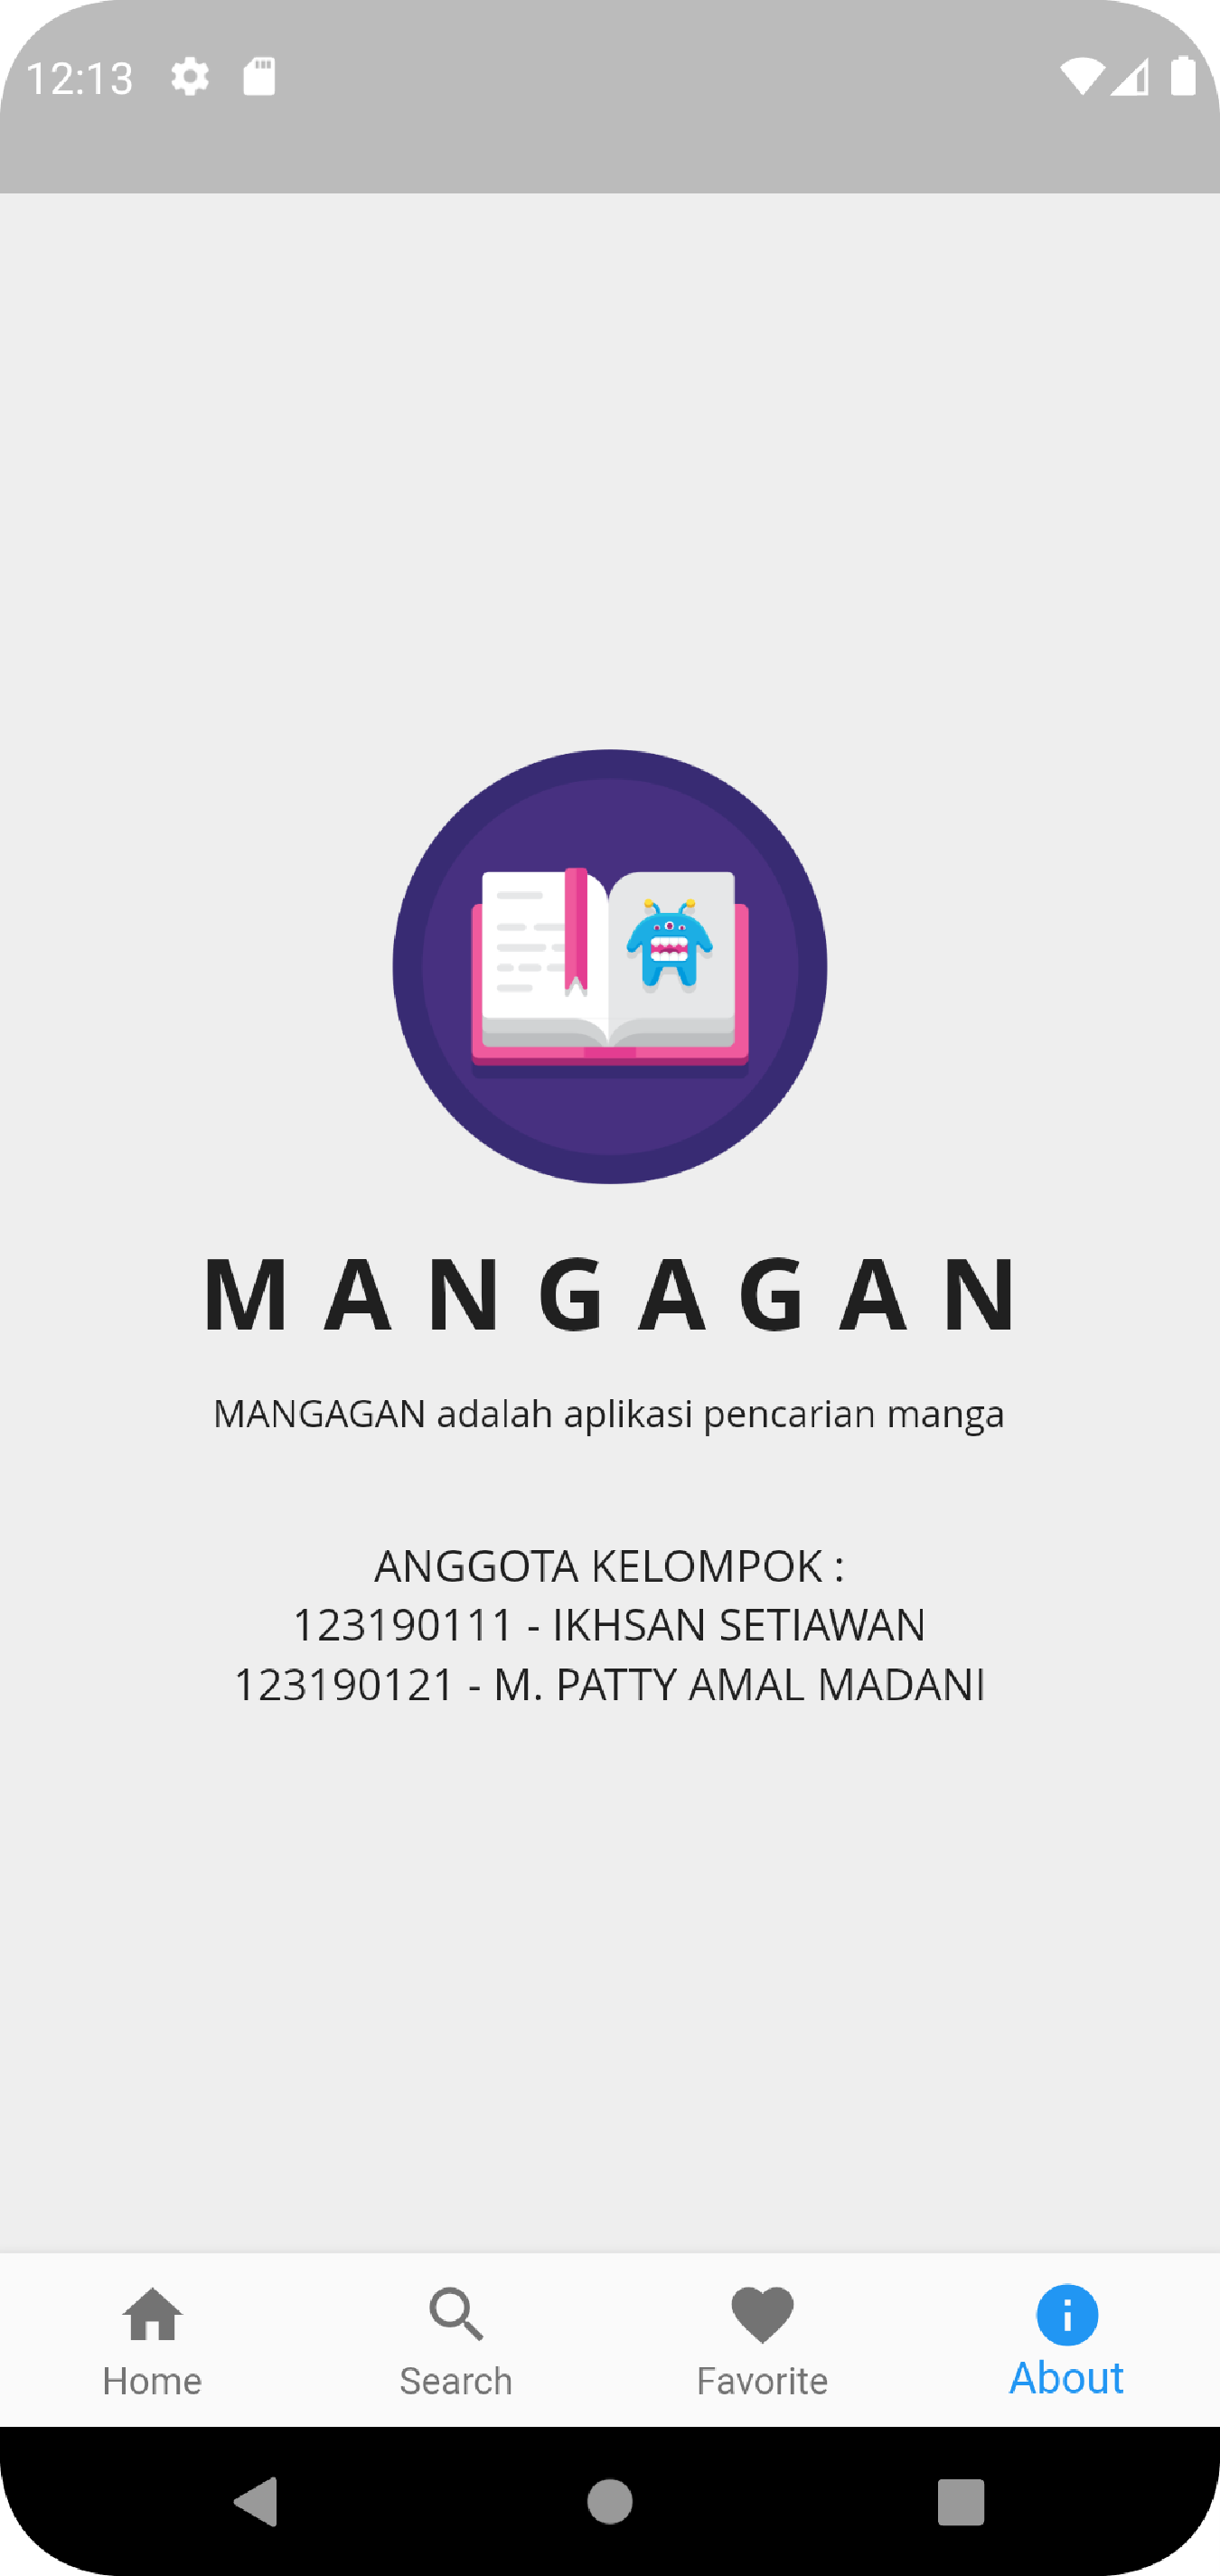 12:13
MANGAGAN
MANGAGAN adalah aplikasi pencarian manga
ANGGOTA KELOMPOK :
123190111 - IKHSAN SETIAWAN
123190121 - M. PATTY AMAL MADANI
Home Search Favorite About